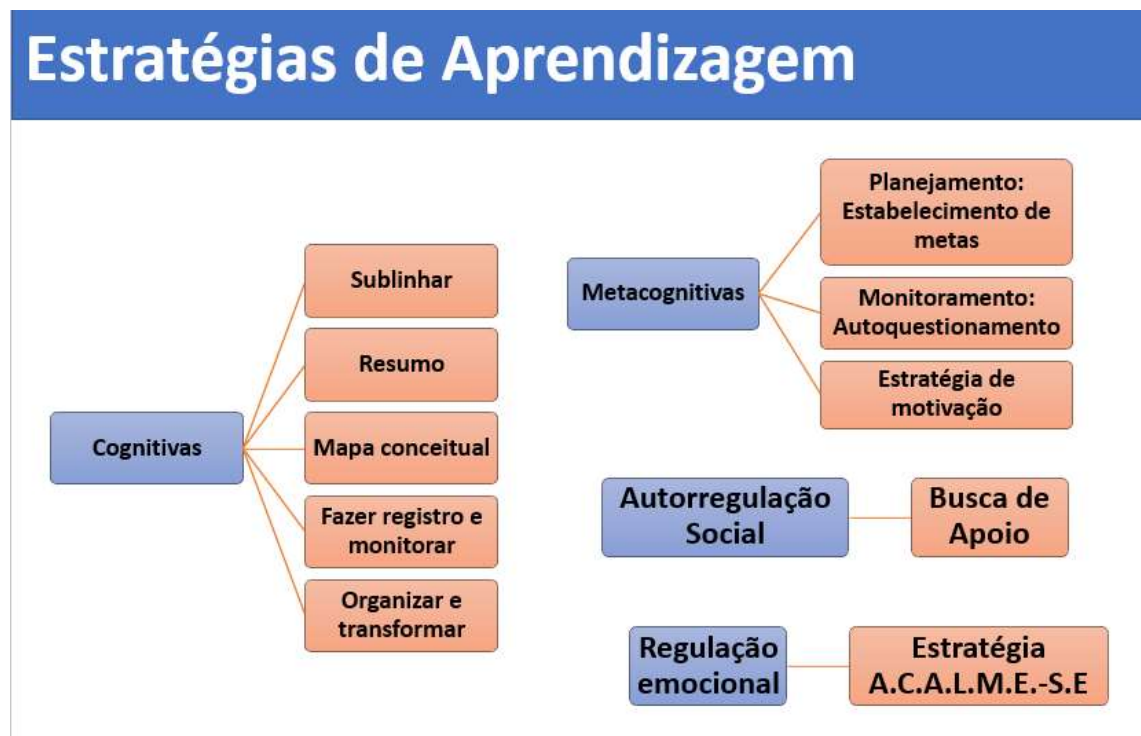 Estratégias de Aprendizagem
Cognitivas
Sublinhar
Resumo
Mapa conceitual
Fazer registro e
monitorar
Organizar e
transformar
Metacognitivas
Planejamento:
Estabelecimento de
metas
Monitoramento:
Autoquestionamento
Estratégia de
motivação
Autorregulação
Social
Busca de
Apoio
Regulação
emocional
Estratégia
A.C.A.L.M.E.-S.E